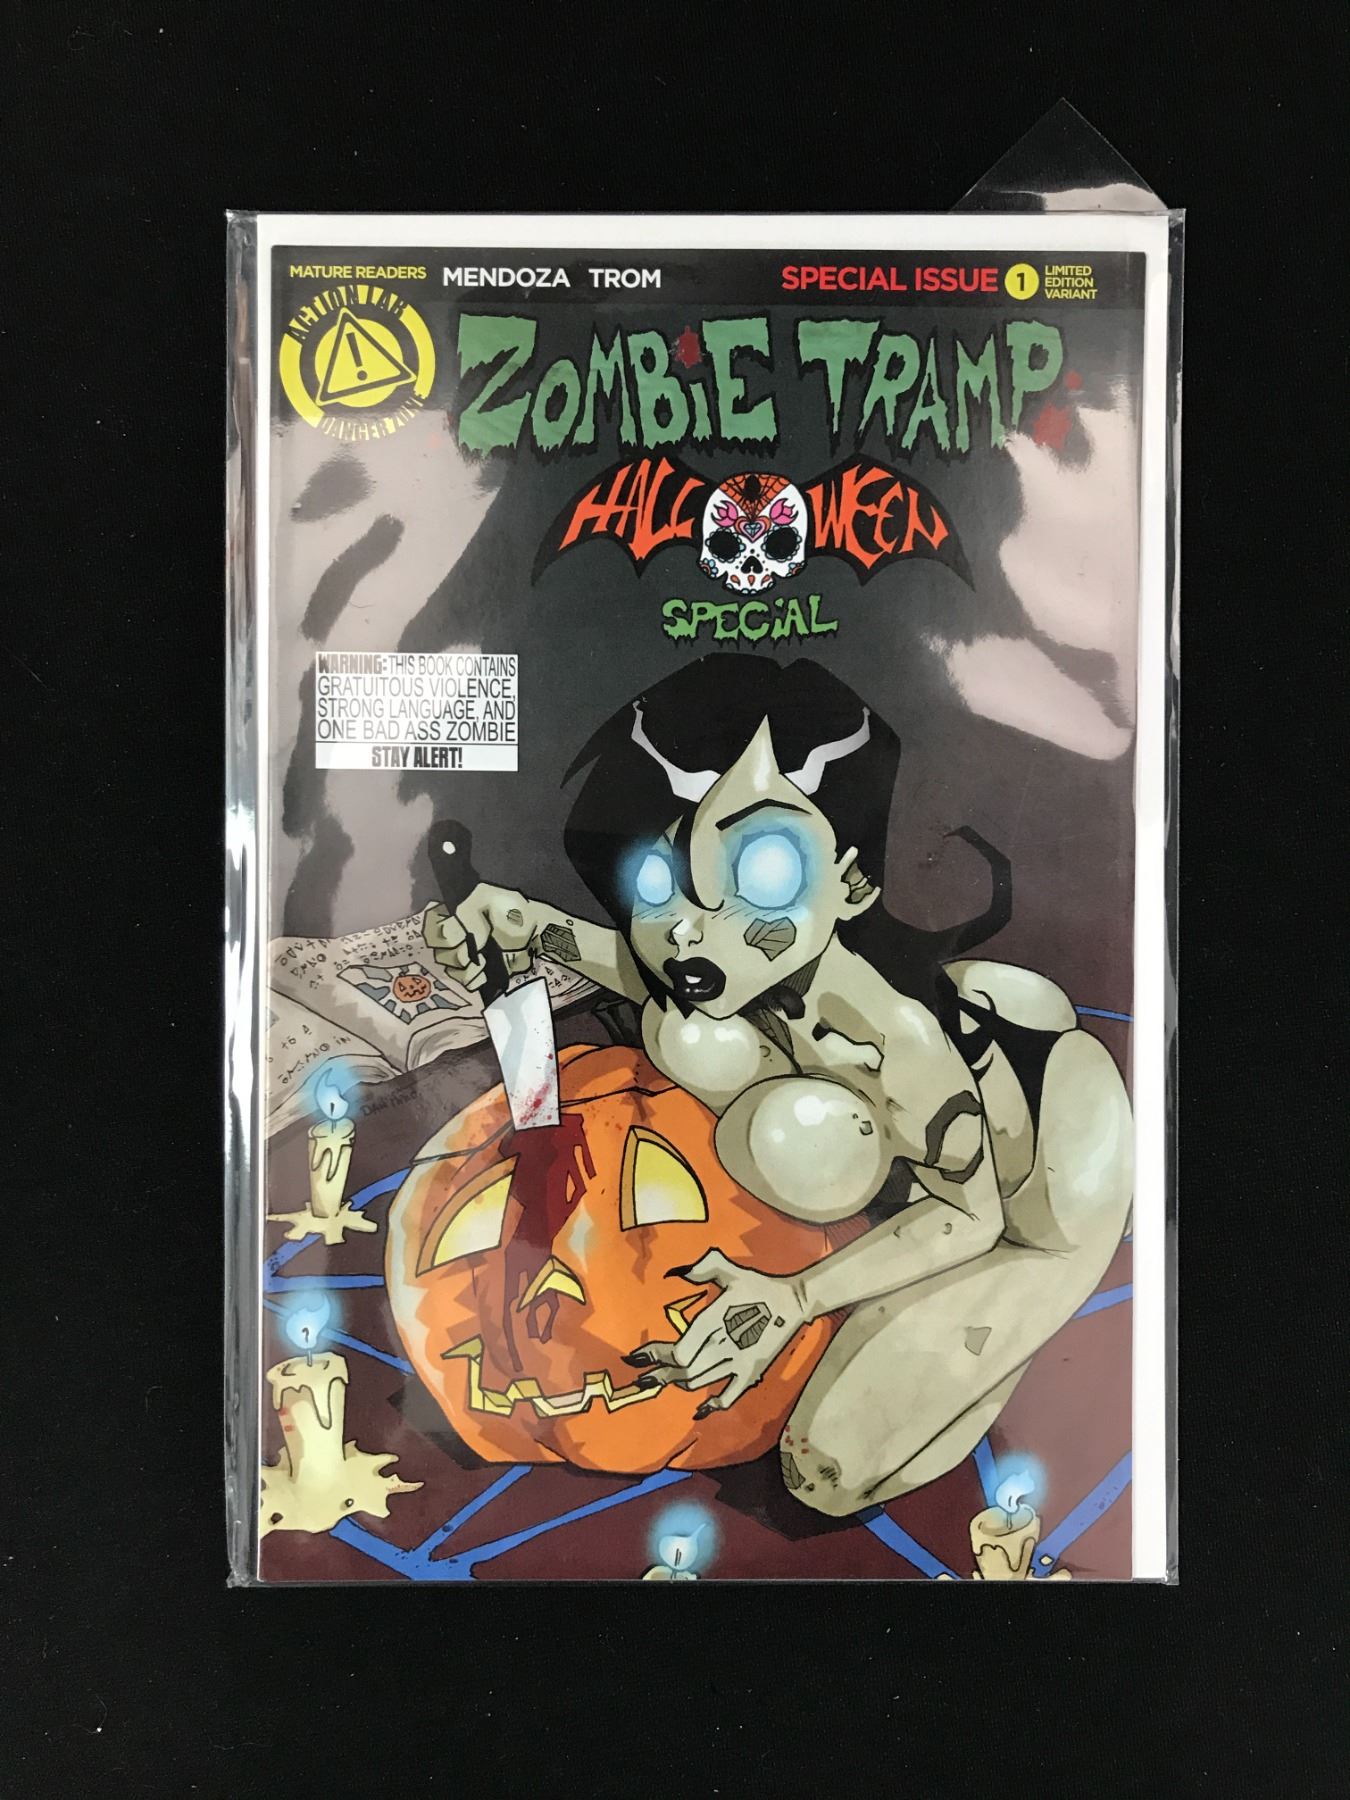 MATURE READERS MENDOZA TROM SPECIAL ISSUE 1 LIMITED
EDITION
VARIANT
ACTION LAB
DANGER ZONE
ZOMBiE TRAMP
HALLOWEEN
SPECiAL
WARNING: THIS BOOK CONTAINS
GRATUITOUS VIOLENCE,
STRONG LANGUAGE, AND
ONE BAD ASS ZOMBIE
STAY ALERT!